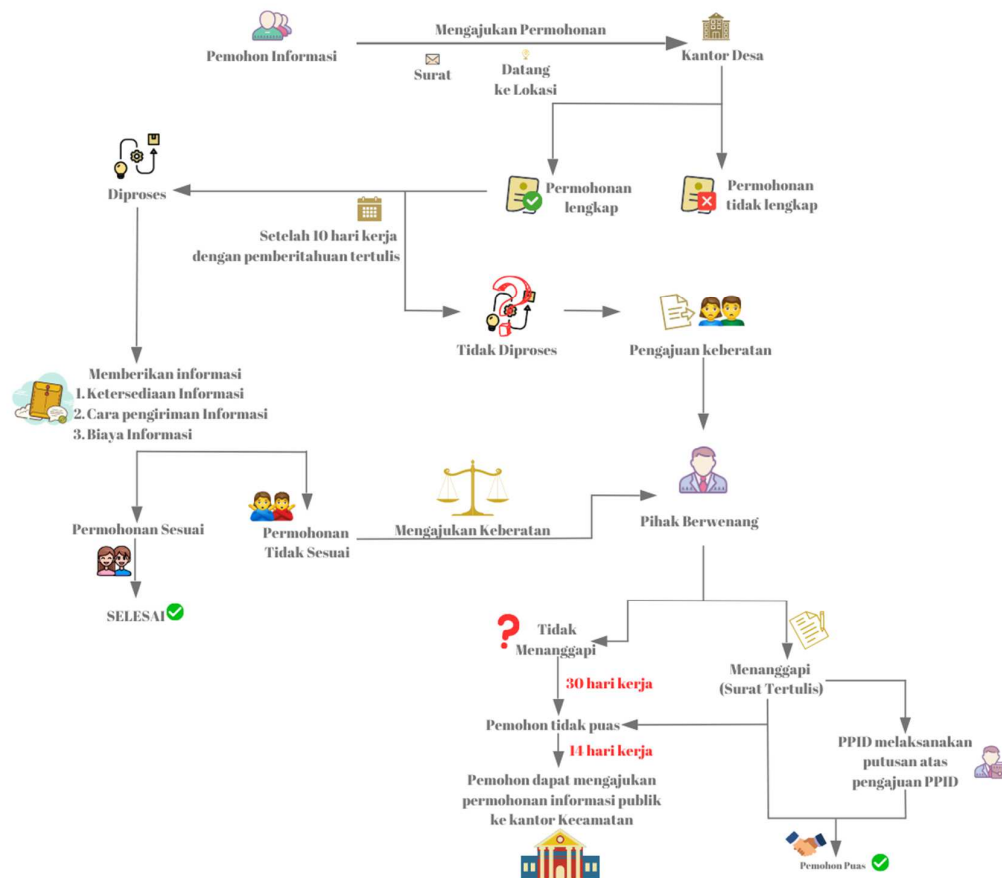 Mengajukan Permohonan
Pemohon Informasi
Kantor Desa
Surat
Datang
ke Lokasi
Diproses
Permohonan
lengkap
Permohonan
tidak lengkap
Setelah 10 hari kerja
dengan pemberitahuan tertulis
Tidak Diproses
Pengajuan keberatan
Memberikan informasi
1. Ketersediaan Informasi
2. Cara pengiriman Informasi
3. Biaya Informasi
Permohonan Sesuai
Permohonan
Tidak Sesuai
Mengajukan Keberatan
Pihak Berwenang
SELESAI
Tidak
Menanggapi
Menanggapi
(Surat Tertulis)
30 hari kerja
Pemohon tidak puas
14 hari kerja
PPID melaksanakan
putusan atas
pengajuan PPID
Pemohon dapat mengajukan
permohonan informasi publik
ke kantor Kecamatan
Pemohon Puas